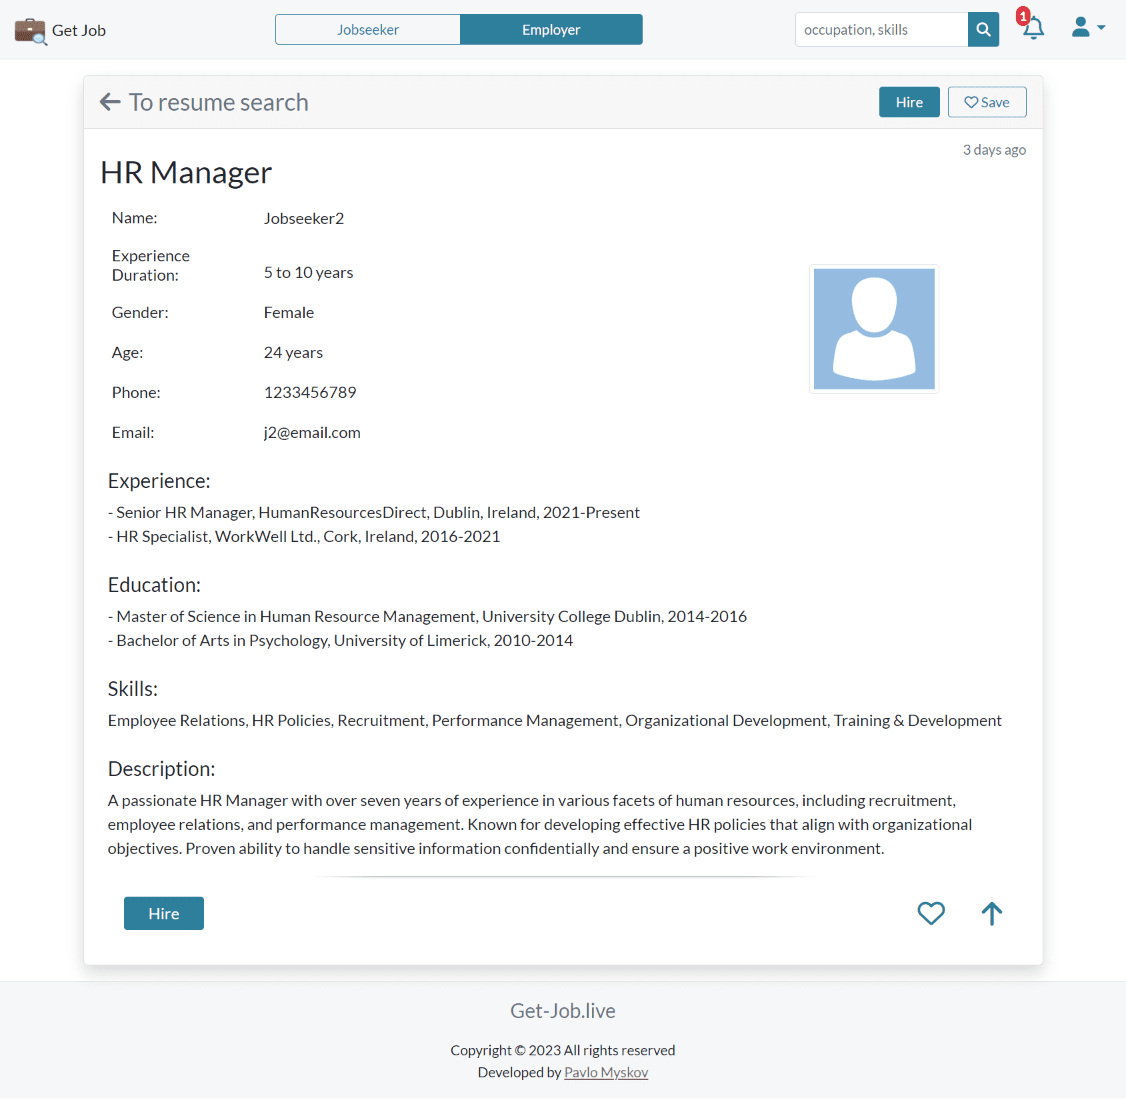 Get Job
Jobseeker
Employer
occupation, skills
1
To resume search
Hire
Save
3 days ago
HR Manager
Name:
Jobseeker2
Experience
Duration:
5 to 10 years
Gender:
Female
Age:
24 years
Phone:
1233456789
Email:
j2@email.com
Experience:
- Senior HR Manager, HumanResourcesDirect, Dublin, Ireland, 2021-Present
- HR Specialist, WorkWell Ltd., Cork, Ireland, 2016-2021
Education:
- Master of Science in Human Resource Management, University College Dublin, 2014-2016
- Bachelor of Arts in Psychology, University of Limerick, 2010-2014
Skills:
Employee Relations, HR Policies, Recruitment, Performance Management, Organizational Development, Training & Development
Description:
A passionate HR Manager with over seven years of experience in various facets of human resources, including recruitment,
employee relations, and performance management. Known for developing effective HR policies that align with organizational
objectives. Proven ability to handle sensitive information confidentially and ensure a positive work environment.
Hire
Get-Job.live
Copyright © 2023 All rights reserved
Developed by Pavlo Myskov